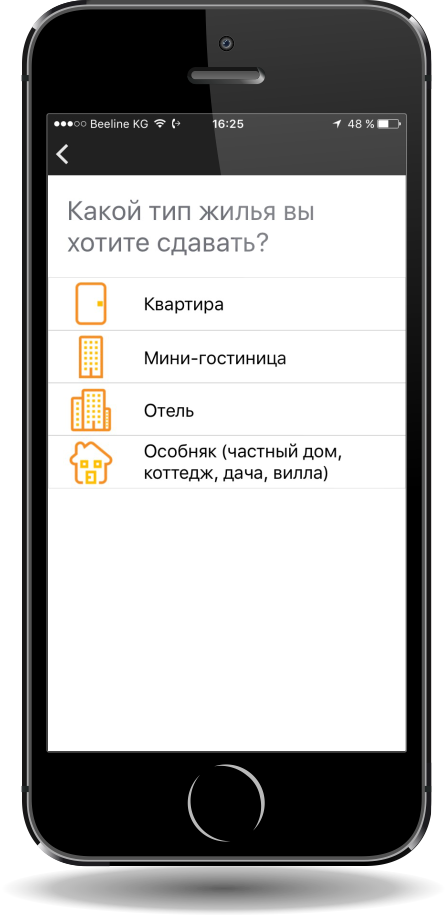 Beeline KG 16:25 48 %
Какой тип жилья вы
хотите сдавать?
Квартира
Мини-гостиница
Отель
Особняк (частный дом,
коттедж, дача, вилла)